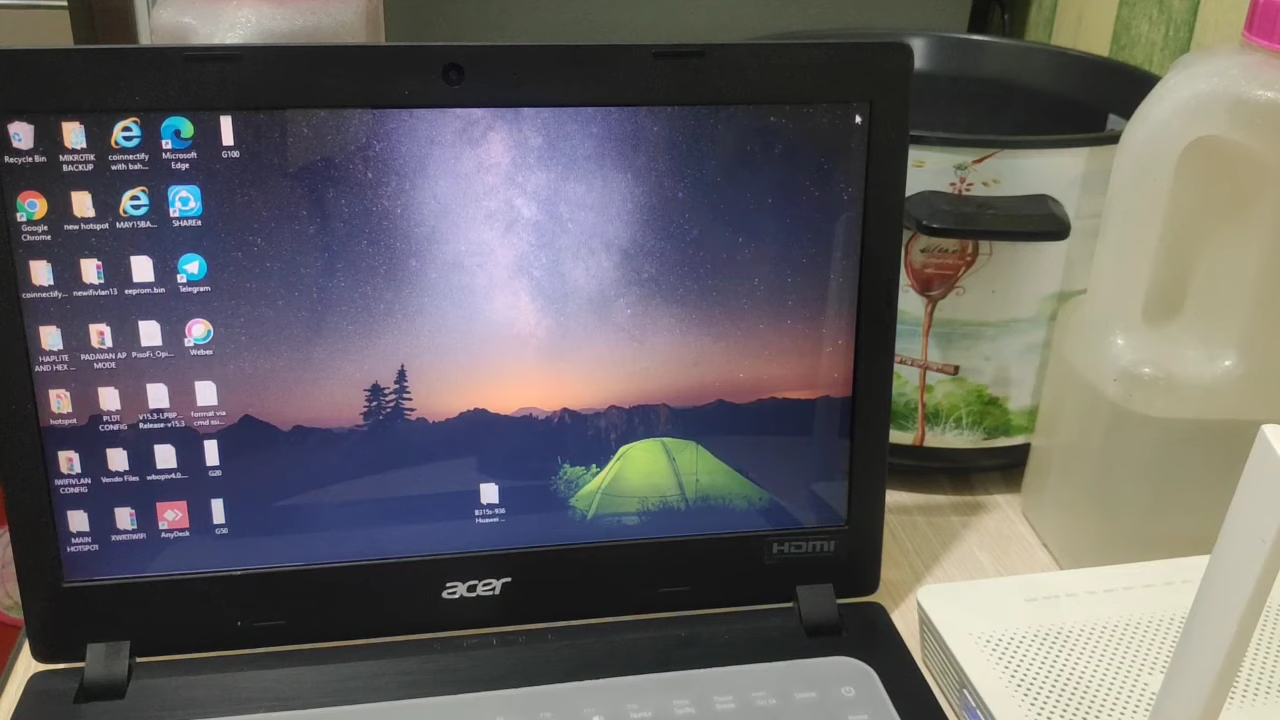 Recycle Bin
MIKROTIK
BACKUP
coinnectify
with bah...
Microsoft
Edge
G100
Google
Chrome
new hotspot
MAY15BA...
SHAREit
coinnectify...
newifivlan13
eeprom.bin
Telegram
HAPLITE
AND HEX ...
PADAVAN AP
MODE
PisoFi_Opi...
Webex
hotspot
PLDT
CONFIG
V15.3-LPBP...
Release-v15.3
format via
cmd ssi...
IWIFIVLAN
CONFIG
Vendo Files
wbopiv4.0...
G20
MAIN
HOTSPOT
XWRTWIFI
AnyDesk
G50
B315s-936
Huawei ...
HDMI
acer